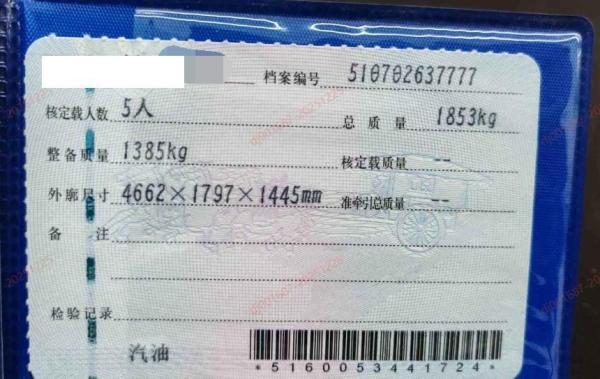 档案编号 510702637777
核定载人数 5人 总质量 1853kg
整备质量 1385kg 核定载质量 --
外廓尺寸 4662×1797×1445mm 准牵引总质量 --
备注
检验记录
汽油
*5160053441724*